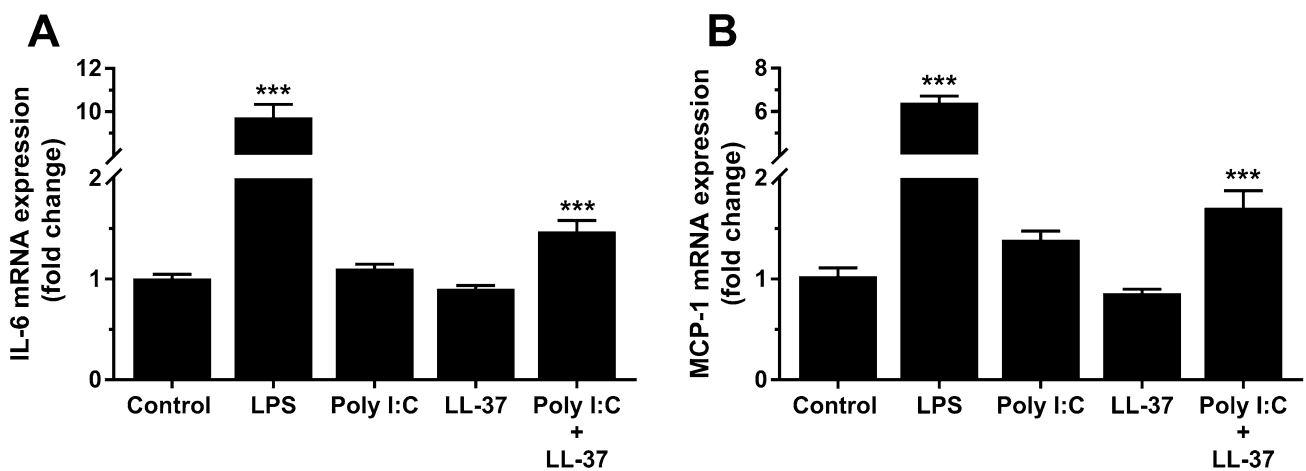 A
IL-6 mRNA expression
(fold change)
12
10
2
1
0
***
***
Control
LPS
Poly I:C
LL-37
Poly I:C
+
LL-37
B
MCP-1 mRNA expression
(fold change)
8
6
2
1
0
***
***
Control
LPS
Poly I:C
LL-37
Poly I:C
+
LL-37